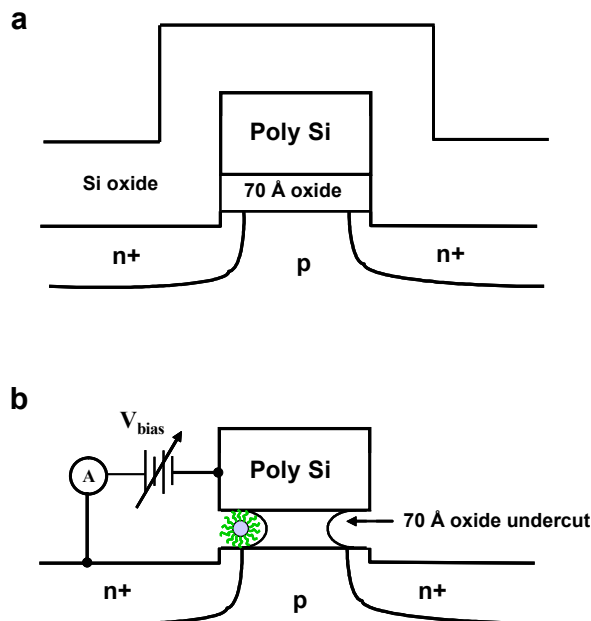 a
Poly Si
Si oxide
70 Å oxide
n+
p
n+
b
Vbias
A
Poly Si
70 Å oxide undercut
n+
p
n+